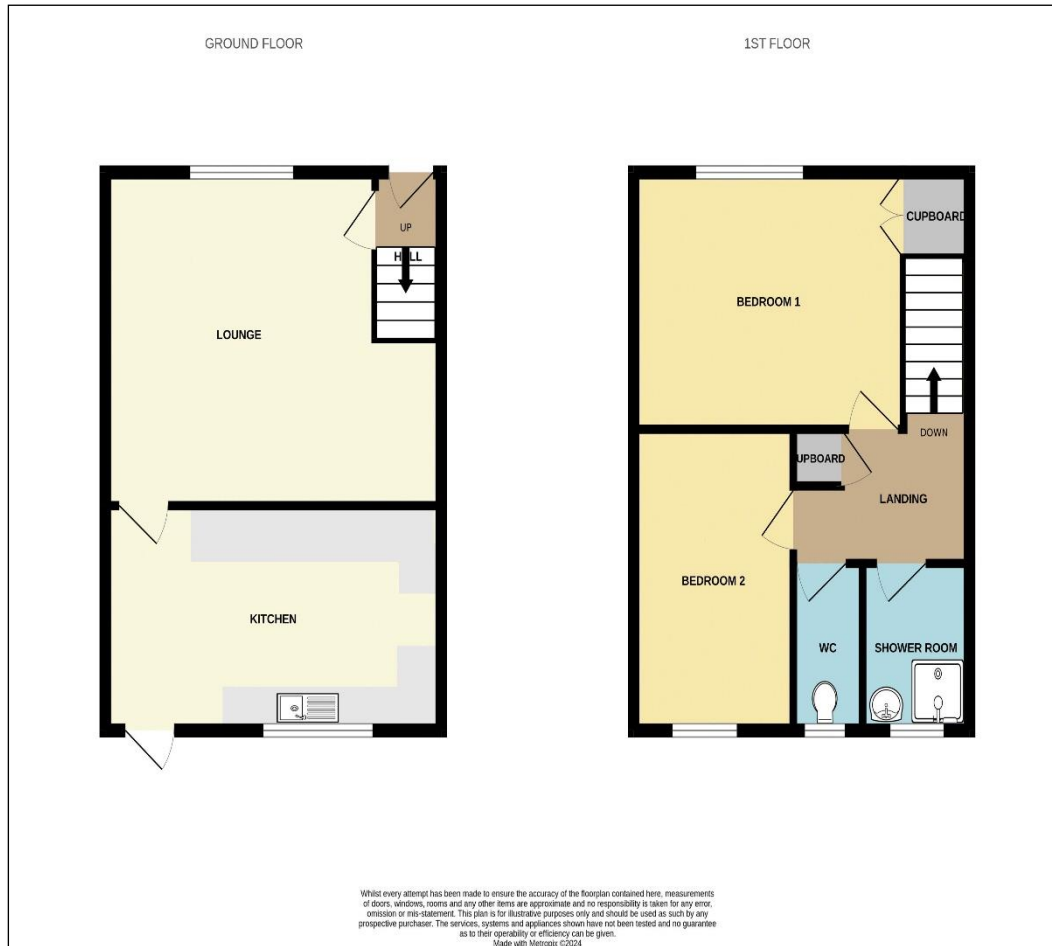 GROUND FLOOR
1ST FLOOR
UP
HALL
LOUNGE
KITCHEN
CUPBOARD
BEDROOM 1
DOWN
UPBOARD
LANDING
BEDROOM 2
WC
SHOWER ROOM
Whilst every attempt has been made to ensure the accuracy of the floorplan contained here, measurements
of doors, windows, rooms and any other items are approximate and no responsibility is taken for any error,
omission or mis-statement. This plan is for illustrative purposes only and should be used as such by any
prospective purchaser. The services, systems and appliances shown have not been tested and no guarantee
as to their operability or efficiency can be given.
Made with Metropix ©2024